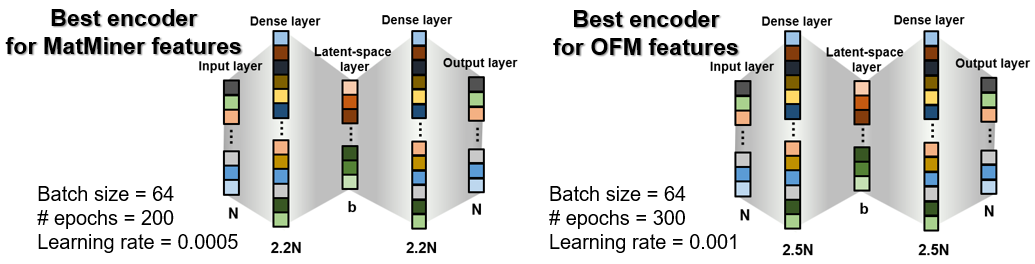 Best encoder
for MatMiner features
Dense layer
Dense layer
Input layer
Latent-space
layer
Output layer
Batch size = 64
# epochs = 200
Learning rate = 0.0005
N
b
N
2.2N
2.2N
Best encoder
for OFM features
Dense layer
Dense layer
Input layer
Latent-space
layer
Output layer
Batch size = 64
# epochs = 300
Learning rate = 0.001
N
b
N
2.5N
2.5N